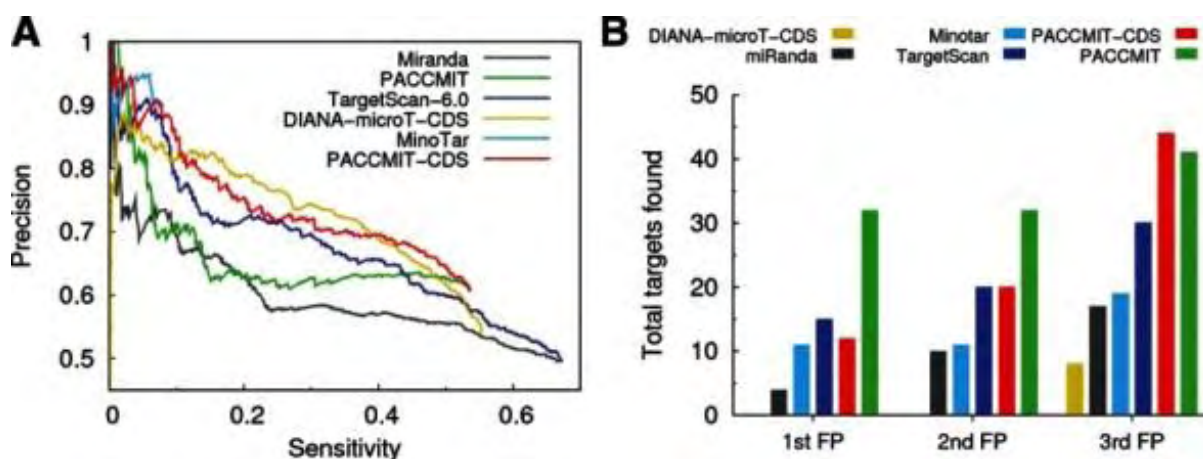 A
1
0.9
0.8
0.7
0.6
0.5
Precision
Miranda
PACCMIT
TargetScan-6.0
DIANA-microT-CDS
MinoTar
PACCMIT-CDS
0 0.2 0.4 0.6
Sensitivity
B
DIANA-microT-CDS Minotar PACCMIT-CDS
miRanda TargetScan PACCMIT
50
40
30
20
10
0
Total targets found
1st FP 2nd FP 3rd FP